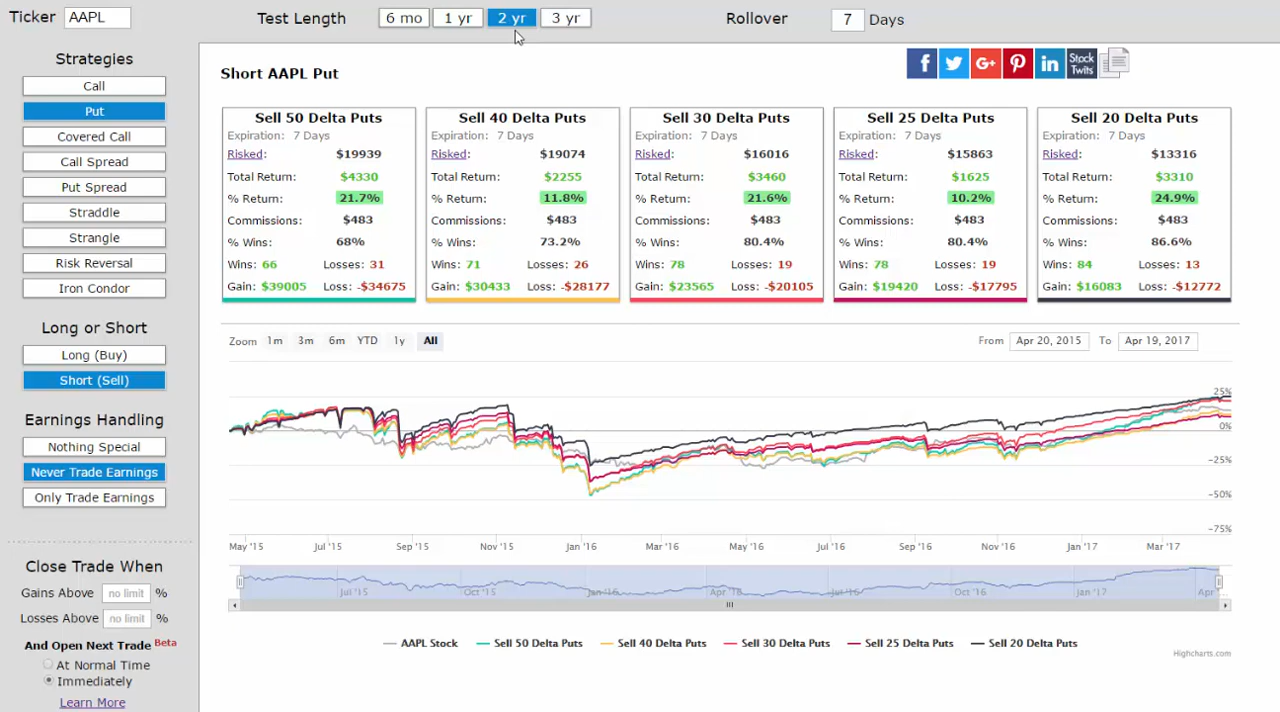 Ticker AAPL Test Length 6 mo 1 yr 2 yr 3 yr Rollover 7 Days
Strategies
Call
Put
Covered Call
Call Spread
Put Spread
Straddle
Strangle
Risk Reversal
Iron Condor
Long or Short
Long (Buy)
Short (Sell)
Earnings Handling
Nothing Special
Never Trade Earnings
Only Trade Earnings
Close Trade When
Gains Above no limit %
Losses Above no limit %
And Open Next Trade Beta
At Normal Time
Immediately
Learn More
Short AAPL Put
f G+ in Stock Twits
Sell 50 Delta Puts
Expiration: 7 Days
Risked: $19939
Total Return: $4330
% Return: 21.7%
Commissions: $483
% Wins: 68%
Wins: 66 Losses: 31
Gain: $39005 Loss: -$34675
Sell 40 Delta Puts
Expiration: 7 Days
Risked: $19074
Total Return: $2255
% Return: 11.8%
Commissions: $483
% Wins: 73.2%
Wins: 71 Losses: 26
Gain: $30433 Loss: -$28177
Sell 30 Delta Puts
Expiration: 7 Days
Risked: $16016
Total Return: $3460
% Return: 21.6%
Commissions: $483
% Wins: 80.4%
Wins: 78 Losses: 19
Gain: $23565 Loss: -$20105
Sell 25 Delta Puts
Expiration: 7 Days
Risked: $15863
Total Return: $1625
% Return: 10.2%
Commissions: $483
% Wins: 80.4%
Wins: 78 Losses: 19
Gain: $19420 Loss: -$17795
Sell 20 Delta Puts
Expiration: 7 Days
Risked: $13316
Total Return: $3310
% Return: 24.9%
Commissions: $483
% Wins: 86.6%
Wins: 84 Losses: 13
Gain: $16083 Loss: -$12772
Zoom 1m 3m 6m YTD 1y All From Apr 20, 2015 To Apr 19, 2017
25%
0%
-25%
-50%
-75%
May '15 Jul '15 Sep '15 Nov '15 Jan '16 Mar '16 May '16 Jul '16 Sep '16 Nov '16 Jan '17 Mar '17
Jul '15 Oct '15 Jan '16 Apr '16 Jul '16 Oct '16 Jan '17 Apr
AAPL Stock Sell 50 Delta Puts Sell 40 Delta Puts Sell 30 Delta Puts Sell 25 Delta Puts Sell 20 Delta Puts
Highcharts.com